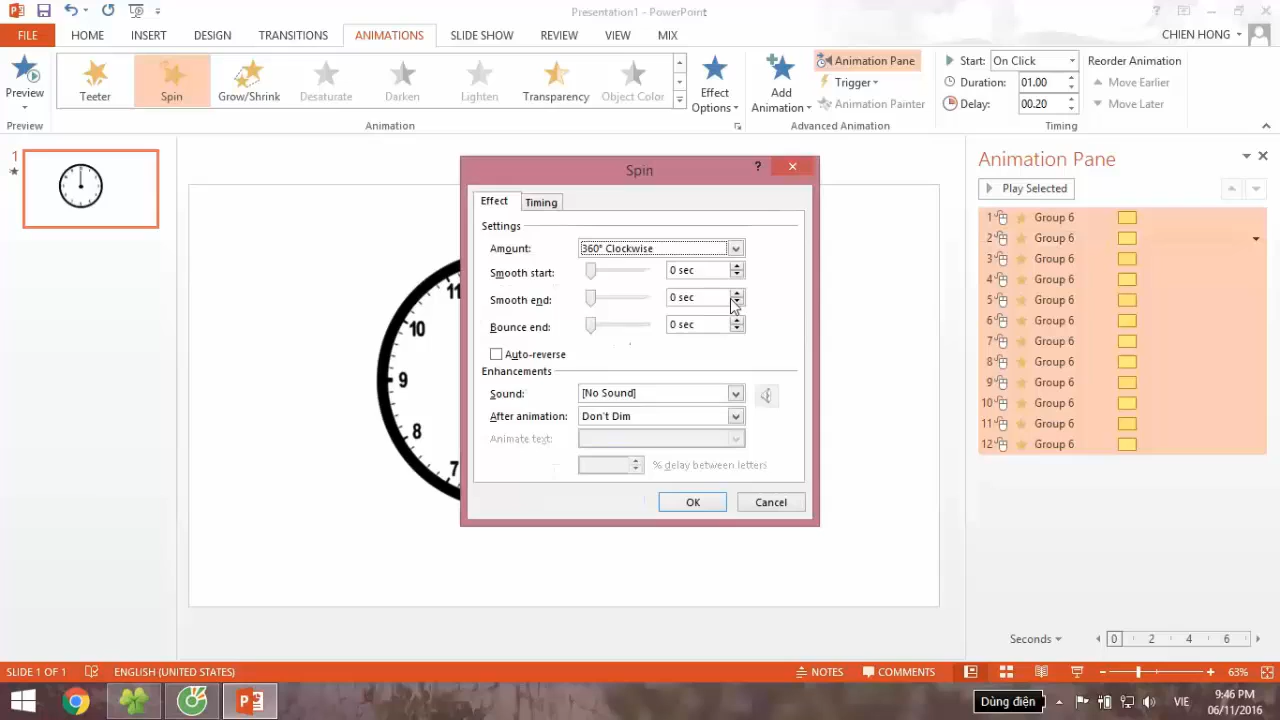 Presentation1 - PowerPoint
FILE HOME INSERT DESIGN TRANSITIONS ANIMATIONS SLIDE SHOW REVIEW VIEW MIX
CHIEN HONG
Preview
Teeter Spin Grow/Shrink Desaturate Darken Lighten Transparency Object Color
Effect Options
Add Animation
Animation Pane
Trigger
Animation Painter
Start: On Click
Duration: 01.00
Delay: 00.20
Reorder Animation
Move Earlier
Move Later
Preview Animation Advanced Animation Timing
1
11
10
9
8
7
Spin
?
Effect Timing
Settings
Amount: 360° Clockwise
Smooth start: 0 sec
Smooth end: 0 sec
Bounce end: 0 sec
Auto-reverse
Enhancements
Sound: [No Sound]
After animation: Don't Dim
Animate text:
% delay between letters
OK Cancel
Animation Pane
Play Selected
1 Group 6
2 Group 6
3 Group 6
4 Group 6
5 Group 6
6 Group 6
7 Group 6
8 Group 6
9 Group 6
10 Group 6
11 Group 6
12 Group 6
Seconds 0 2 4 6
SLIDE 1 OF 1 ENGLISH (UNITED STATES) NOTES COMMENTS 63%
Dùng điện VIE 9:46 PM
06/11/2016